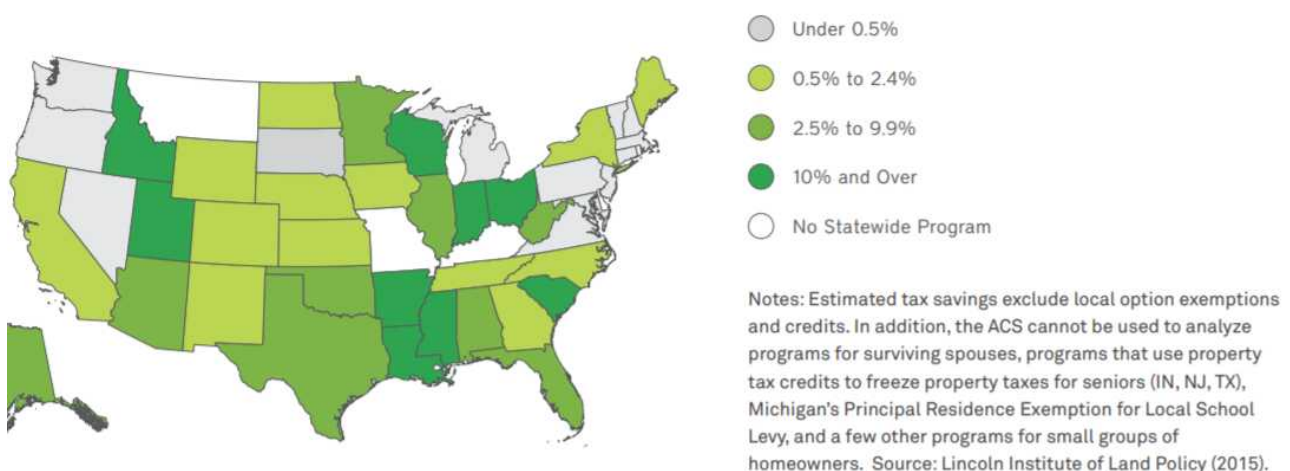 Under 0.5%
0.5% to 2.4%
2.5% to 9.9%
10% and Over
No Statewide Program
Notes: Estimated tax savings exclude local option exemptions
and credits. In addition, the ACS cannot be used to analyze
programs for surviving spouses, programs that use property
tax credits to freeze property taxes for seniors (IN, NJ, TX),
Michigan's Principal Residence Exemption for Local School
Levy, and a few other programs for small groups of
homeowners. Source: Lincoln Institute of Land Policy (2015).